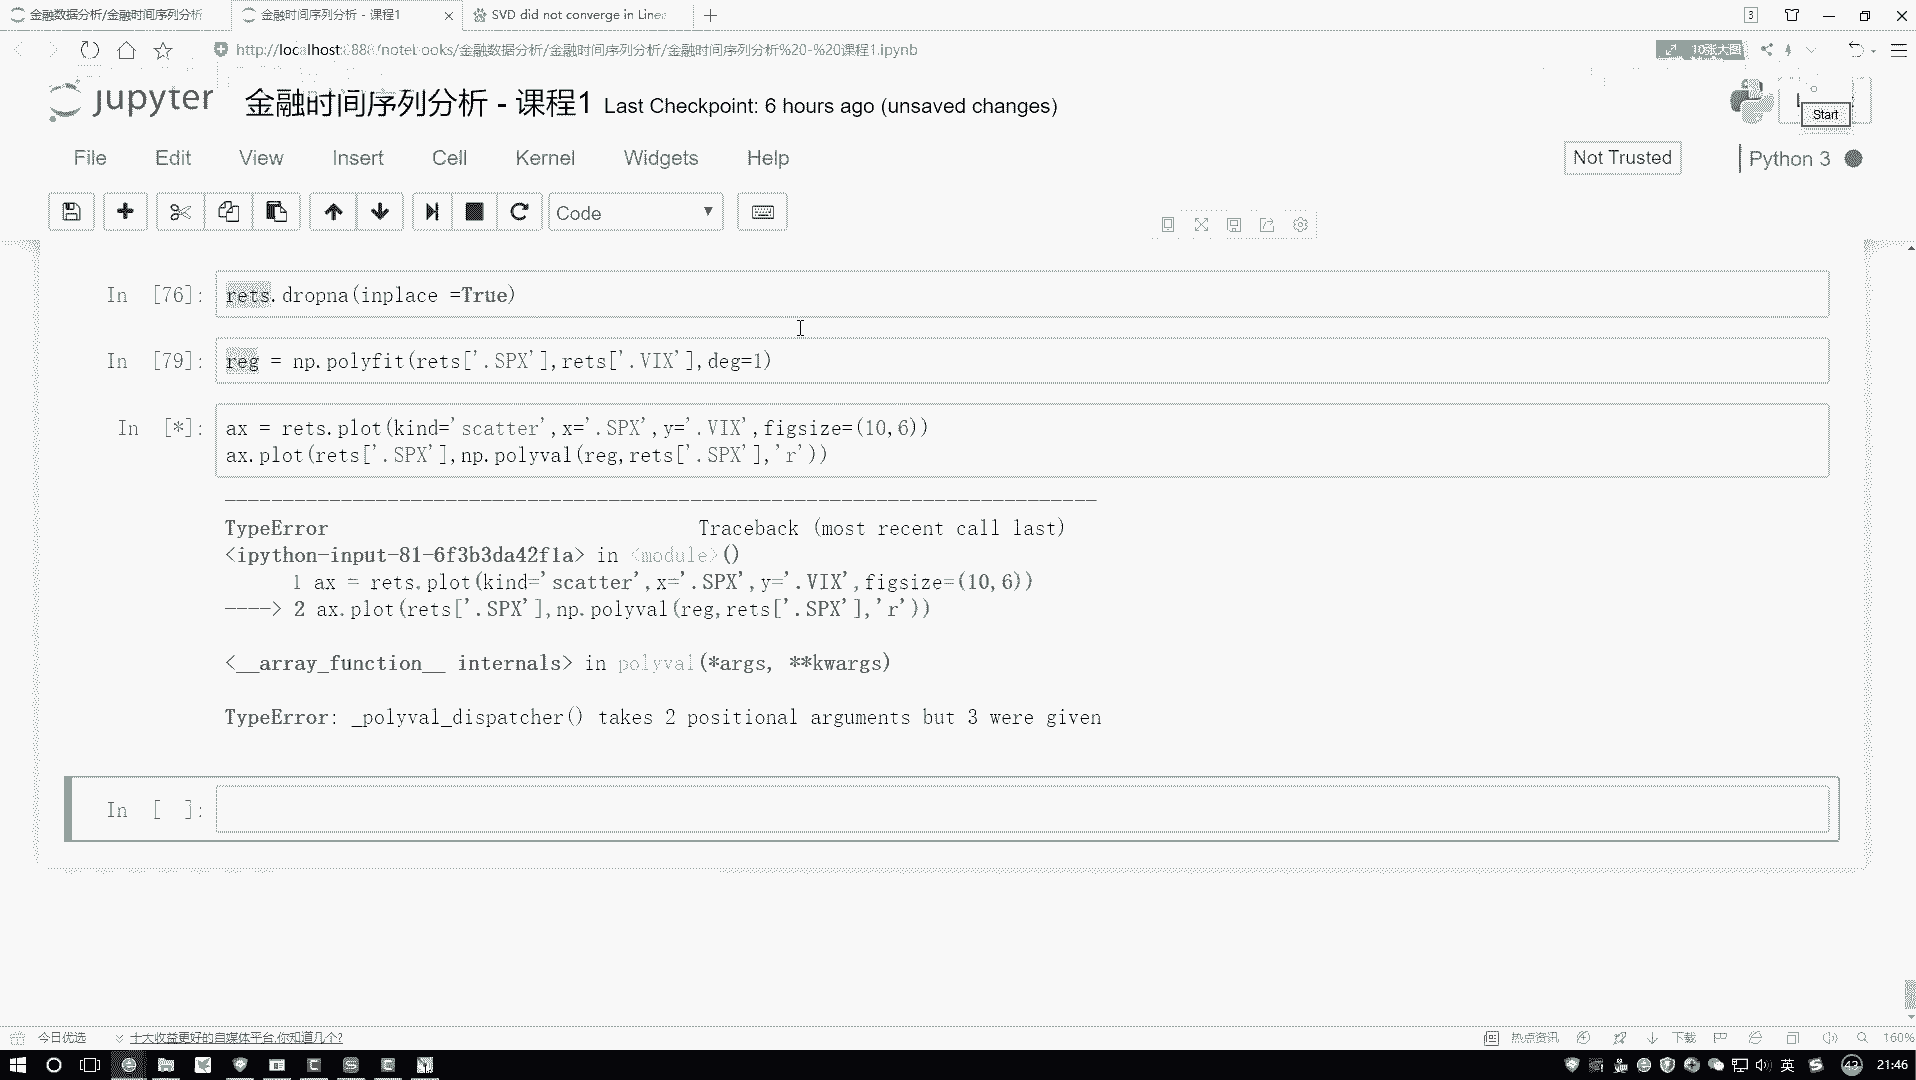 金融数据分析/金融时间序列分析
金融时间序列分析 - 课程1
SVD did not converge in Line
3
金融数据分析/金融时间序列分析/金融时间序列分析%20-%20课程1.ipynb
10张大图
jupyter
金融时间序列分析 - 课程1 Last Checkpoint: 6 hours ago (unsaved changes)
Start
File Edit View Insert Cell Kernel Widgets Help
Not Trusted
Python 3
Code
In [76]: rets.dropna(inplace =True)
In [79]: reg = np.polyfit(rets['.SPX'],rets['.VIX'],deg=1)
In [*]: ax = rets.plot(kind='scatter',x='.SPX',y='.VIX',figsize=(10,6))
ax.plot(rets['.SPX'],np.polyval(reg,rets['.SPX'],'r'))
TypeError Traceback (most recent call last)
<ipython-input-81-6f3b3da42f1a> in <module>()
1 ax = rets.plot(kind='scatter',x='.SPX',y='.VIX',figsize=(10,6))
----> 2 ax.plot(rets['.SPX'],np.polyval(reg,rets['.SPX'],'r'))
<__array_function__ internals> in polyval(*args, **kwargs)
TypeError: _polyval_dispatcher() takes 2 positional arguments but 3 were given
In [ ]:
今日优选
十大收益更好的自媒体平台,你知道几个?
热点资讯
下载
160%
英
43
21:46